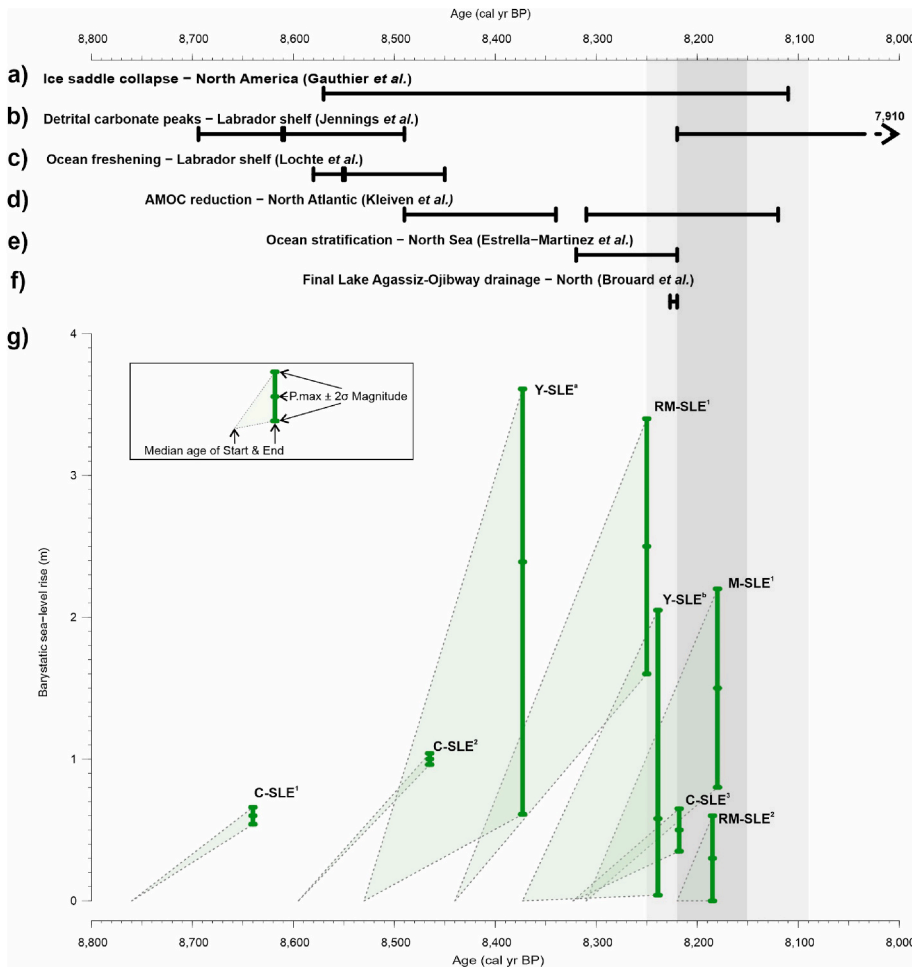 Age (cal yr BP)
8,800 8,700 8,600 8,500 8,400 8,300 8,200 8,100 8,000
a) Ice saddle collapse − North America (Gauthier et al.)
b) Detrital carbonate peaks − Labrador shelf (Jennings et al.)
7,910
c) Ocean freshening − Labrador shelf (Lochte et al.)
d) AMOC reduction − North Atlantic (Kleiven et al.)
e) Ocean stratification − North Sea (Estrella−Martinez et al.)
f) Final Lake Agassiz-Ojibway drainage − North (Brouard et al.)
g)
4
3
2
1
0
Barystatic sea−level rise (m)
P.max ± 2σ Magnitude
Median age of Start & End
Y-SLEᵃ
RM-SLE¹
Y-SLEᵇ
M-SLE¹
C-SLE²
C-SLE¹
C-SLE³
RM-SLE²
8,800 8,700 8,600 8,500 8,400 8,300 8,200 8,100 8,000
Age (cal yr BP)